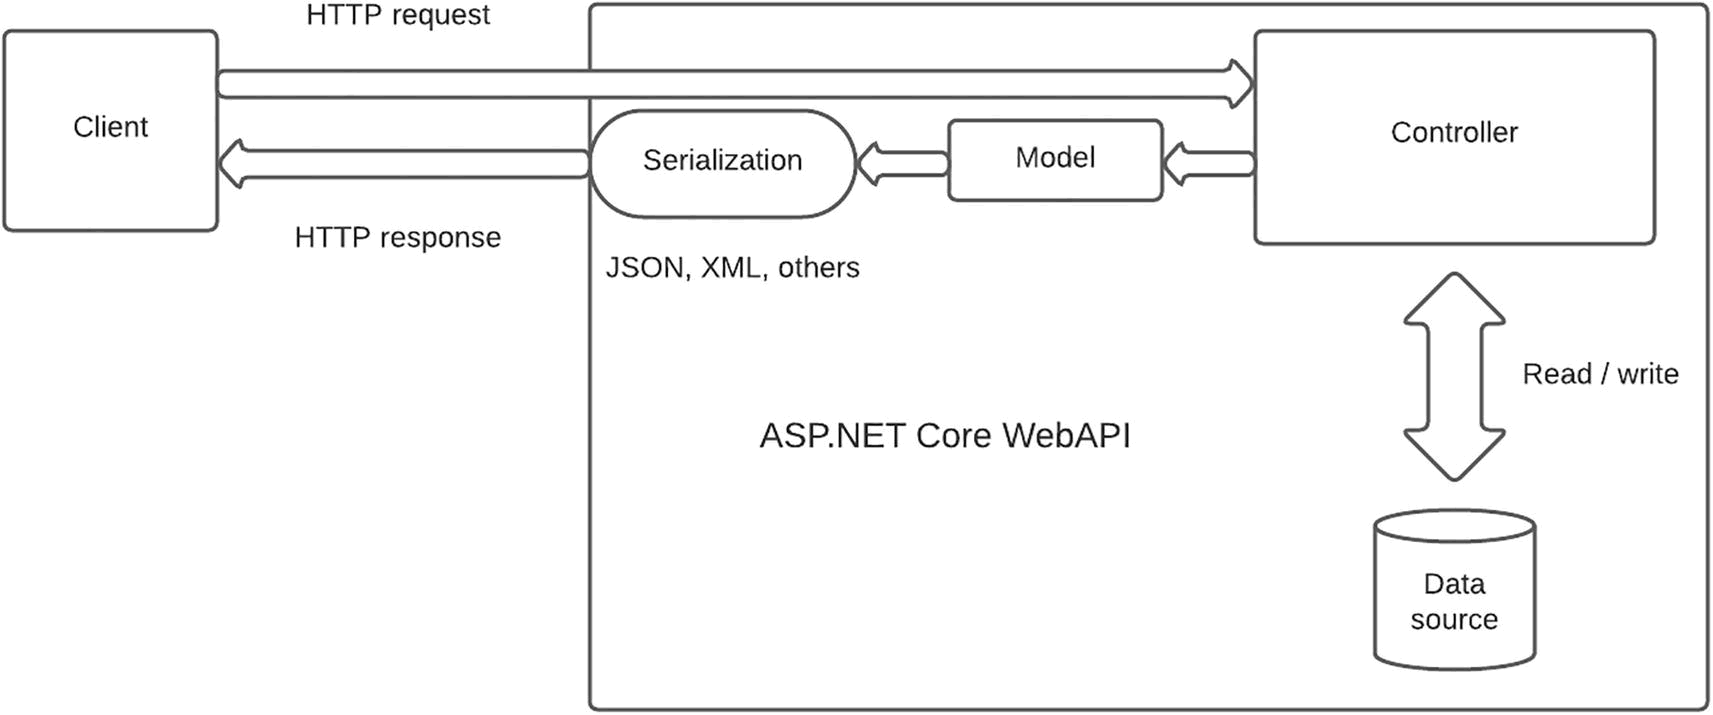 HTTP request
Client
Controller
Serialization
Model
HTTP response
JSON, XML, others
Read / write
ASP.NET Core WebAPI
Data
source